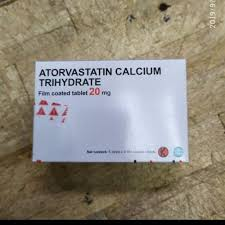 ATORVASTATIN CALCIUM
TRIHYDRATE
Film coated tablet 20 mg